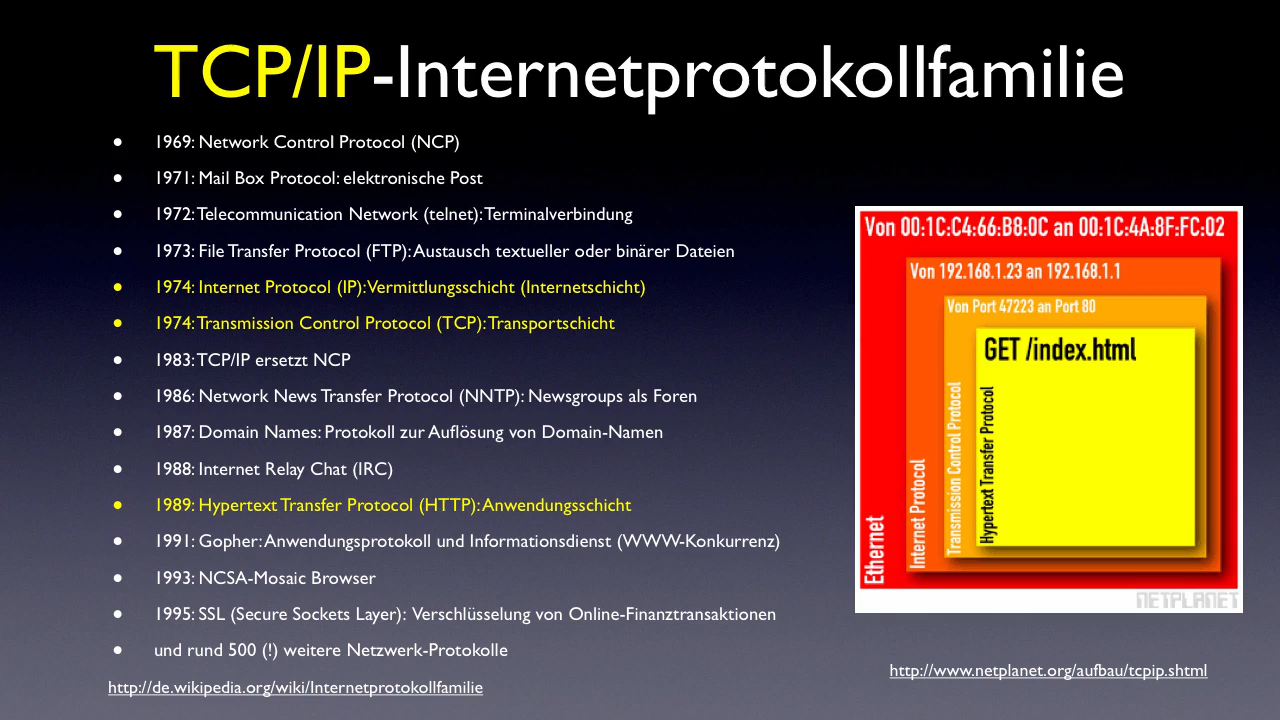 TCP/IP-Internetprotokollfamilie
• 1969: Network Control Protocol (NCP)
• 1971: Mail Box Protocol: elektronische Post
• 1972: Telecommunication Network (telnet): Terminalverbindung
• 1973: File Transfer Protocol (FTP): Austausch textueller oder binärer Dateien
• 1974: Internet Protocol (IP): Vermittlungsschicht (Internetschicht)
• 1974: Transmission Control Protocol (TCP): Transportschicht
• 1983: TCP/IP ersetzt NCP
• 1986: Network News Transfer Protocol (NNTP): Newsgroups als Foren
• 1987: Domain Names: Protokoll zur Auflösung von Domain-Namen
• 1988: Internet Relay Chat (IRC)
• 1989: Hypertext Transfer Protocol (HTTP): Anwendungsschicht
• 1991: Gopher: Anwendungsprotokoll und Informationsdienst (WWW-Konkurrenz)
• 1993: NCSA-Mosaic Browser
• 1995: SSL (Secure Sockets Layer): Verschlüsselung von Online-Finanztransaktionen
• und rund 500 (!) weitere Netzwerk-Protokolle
http://de.wikipedia.org/wiki/Internetprotokollfamilie
Von 00:1C:C4:66:B8:0C an 00:1C:4A:8F:FC:02
Von 192.168.1.23 an 192.168.1.1
Von Port 47223 an Port 80
GET /index.html
Ethernet
Internet Protocol
Transmission Control Protocol
Hypertext Transfer Protocol
NETPLANET
http://www.netplanet.org/aufbau/tcpip.shtml